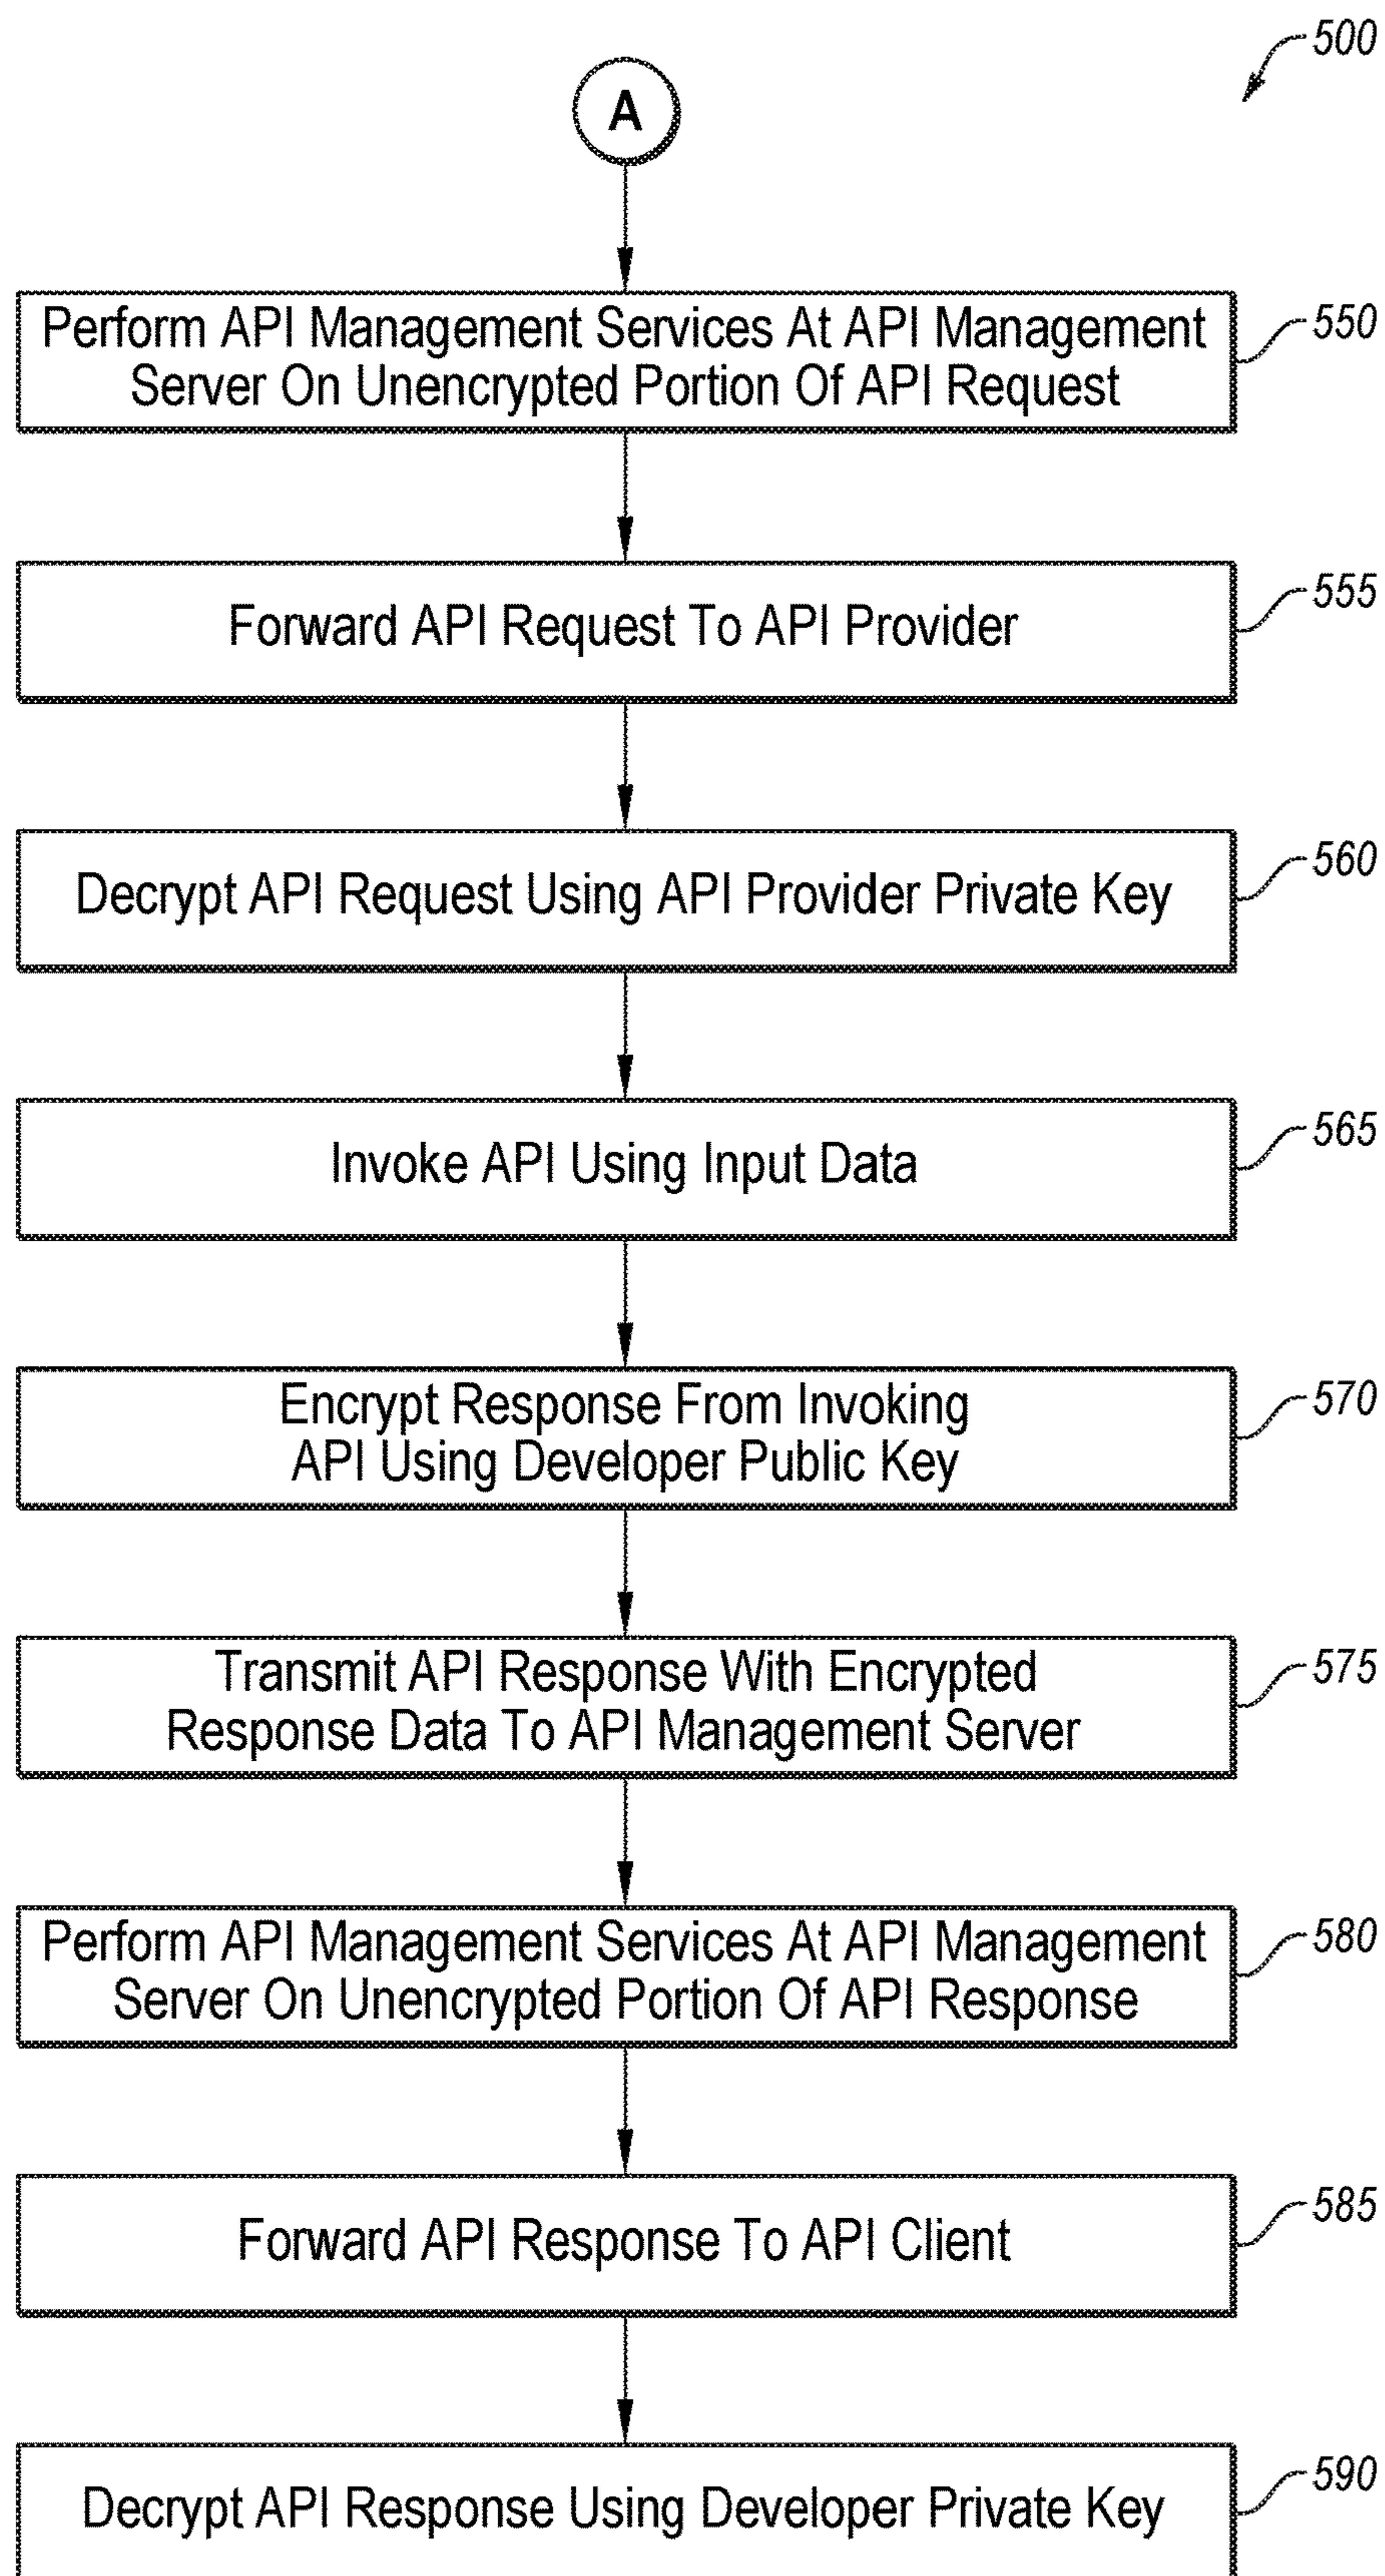 500
A
Perform API Management Services At API Management
Server On Unencrypted Portion Of API Request
550
Forward API Request To API Provider
555
Decrypt API Request Using API Provider Private Key
560
Invoke API Using Input Data
565
Encrypt Response From Invoking
API Using Developer Public Key
570
Transmit API Response With Encrypted
Response Data To API Management Server
575
Perform API Management Services At API Management
Server On Unencrypted Portion Of API Response
580
Forward API Response To API Client
585
Decrypt API Response Using Developer Private Key
590